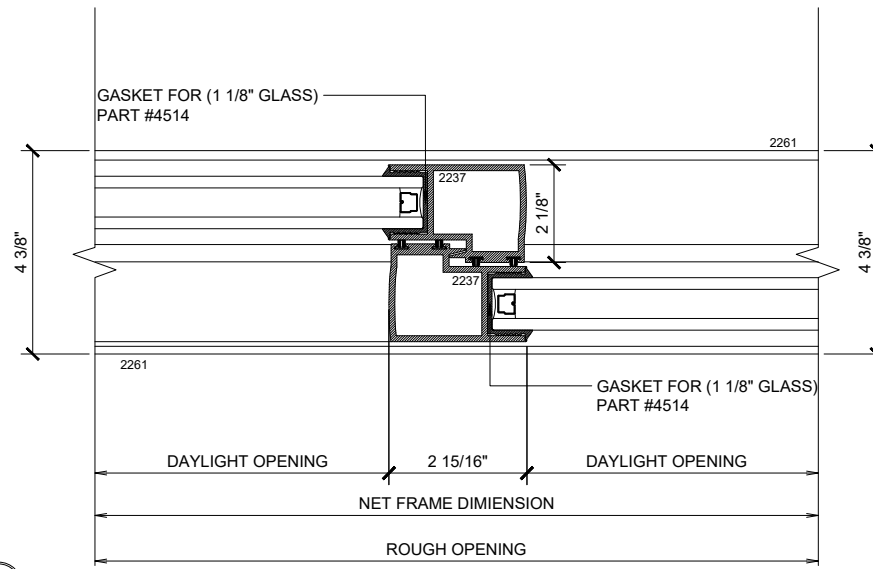 GASKET FOR (1 1/8" GLASS)
PART #4514
2261
2237
2 1/8"
4 3/8"
4 3/8"
2237
2261
GASKET FOR (1 1/8" GLASS)
PART #4514
DAYLIGHT OPENING
2 15/16"
DAYLIGHT OPENING
NET FRAME DIMIENSION
ROUGH OPENING